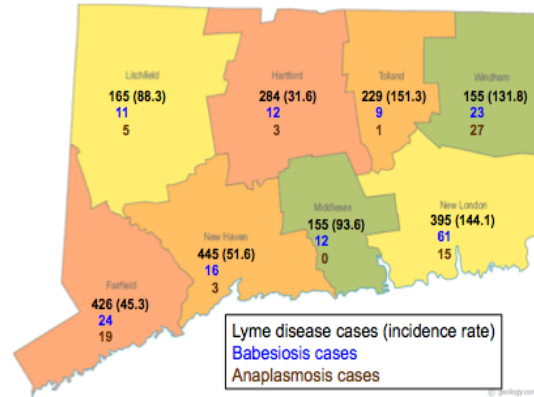 Litchfield
165 (88.3)
11
5
Hartford
284 (31.6)
12
3
Tolland
229 (151.3)
9
1
Windham
155 (131.8)
23
27
Fairfield
426 (45.3)
24
19
New Haven
445 (51.6)
16
3
Middlesex
155 (93.6)
12
0
New London
395 (144.1)
61
15
Lyme disease cases (incidence rate)
Babesiosis cases
Anaplasmosis cases
© geology.com